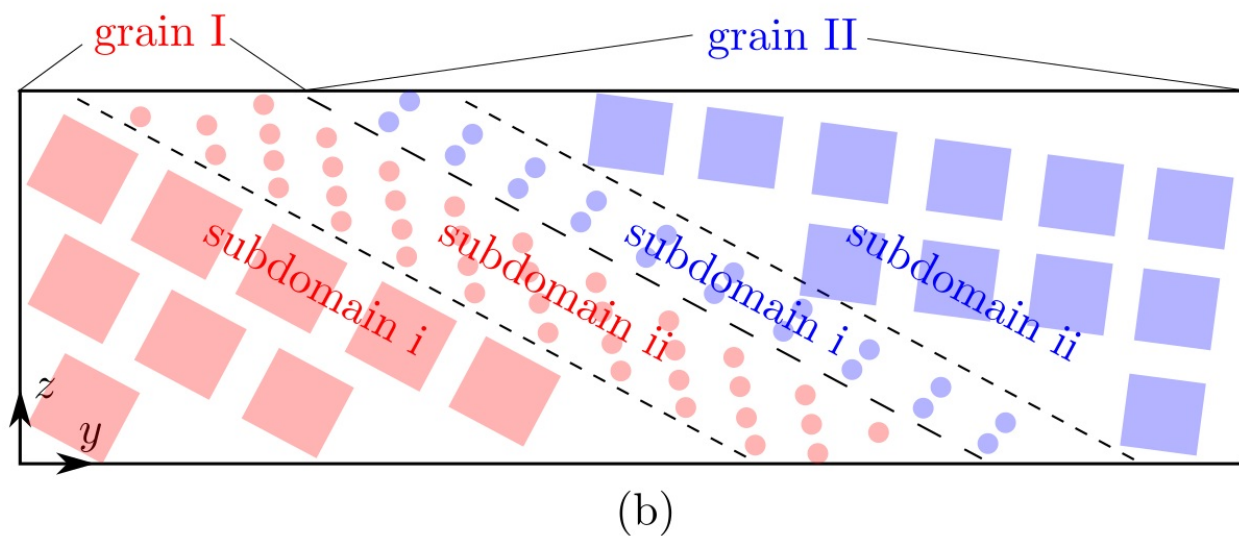 grain I
grain II
subdomain i
subdomain ii
subdomain i
subdomain ii
z
y
(b)